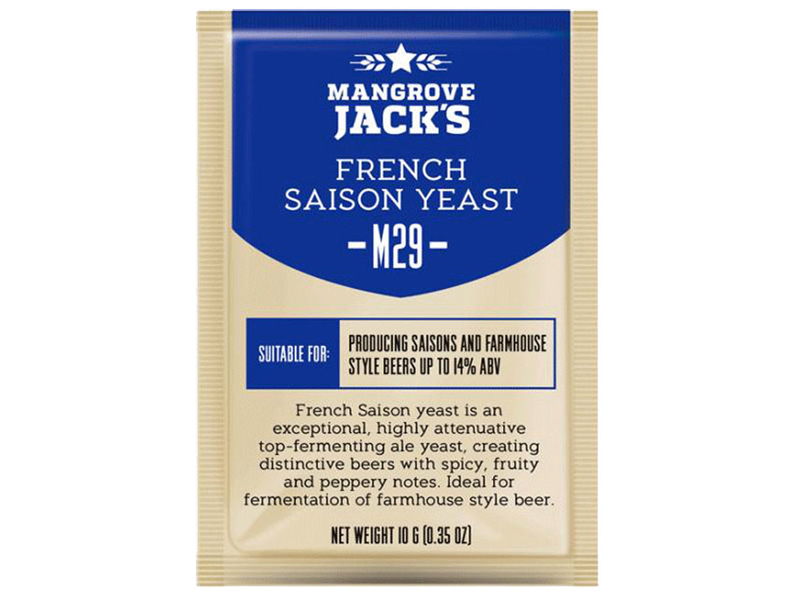 MANGROVE
JACK'S
FRENCH
SAISON YEAST
-M29-
SUITABLE FOR:
PRODUCING SAISONS AND FARMHOUSE
STYLE BEERS UP TO 14% ABV
French Saison yeast is an
exceptional, highly attenuative
top-fermenting ale yeast, creating
distinctive beers with spicy, fruity
and peppery notes. Ideal for
fermentation of farmhouse style beer.
NET WEIGHT 10 G (0.35 OZ)